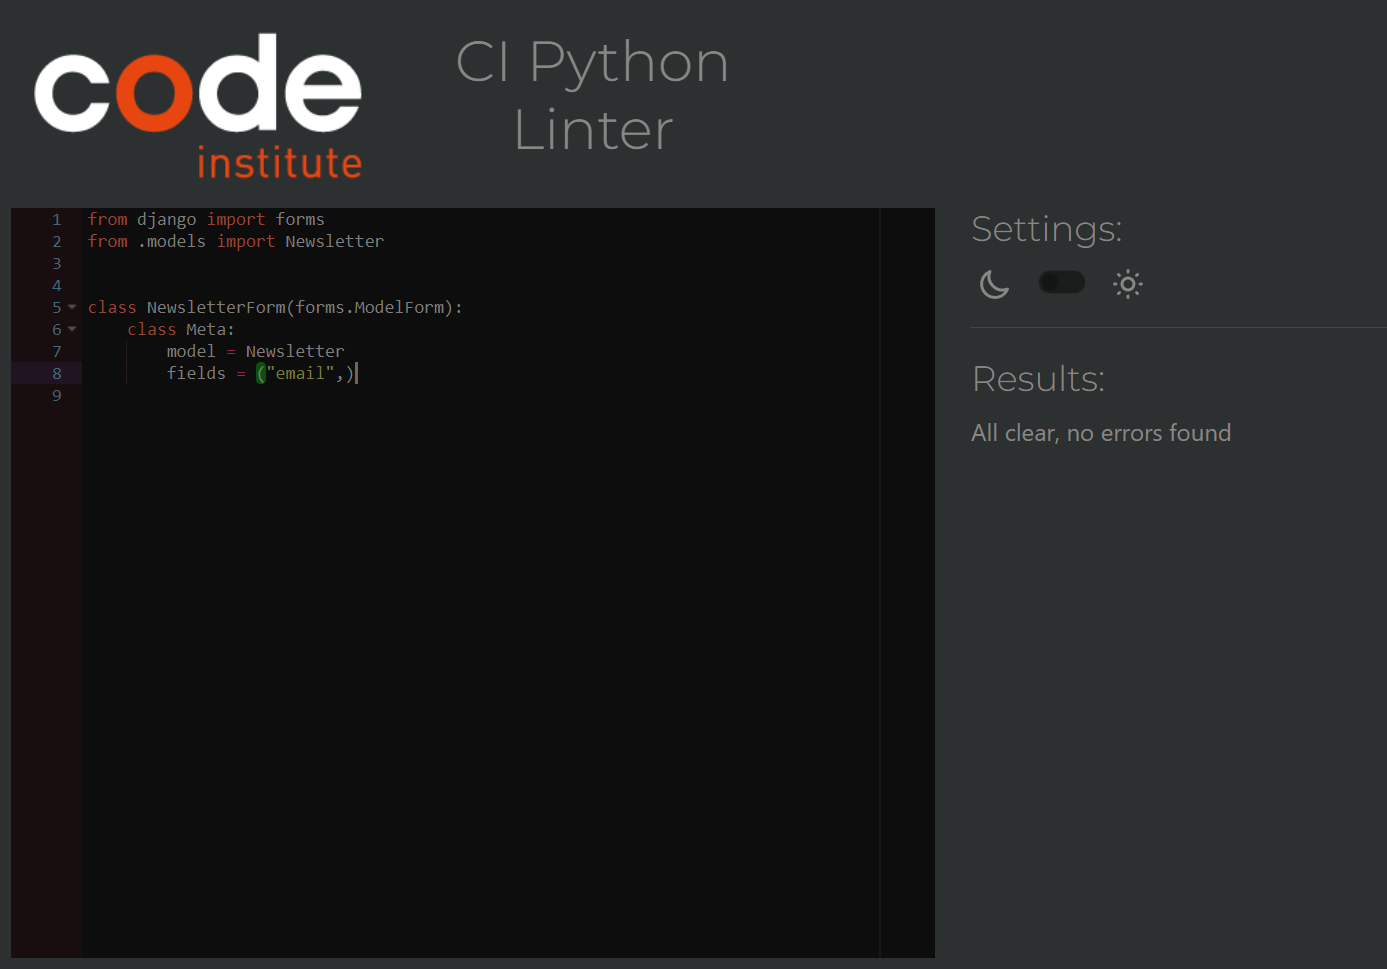 code
institute
CI Python
Linter
1 from django import forms
2 from .models import Newsletter
3
4
5 class NewsletterForm(forms.ModelForm):
6     class Meta:
7         model = Newsletter
8         fields = ("email",)
9
Settings:
Results:
All clear, no errors found